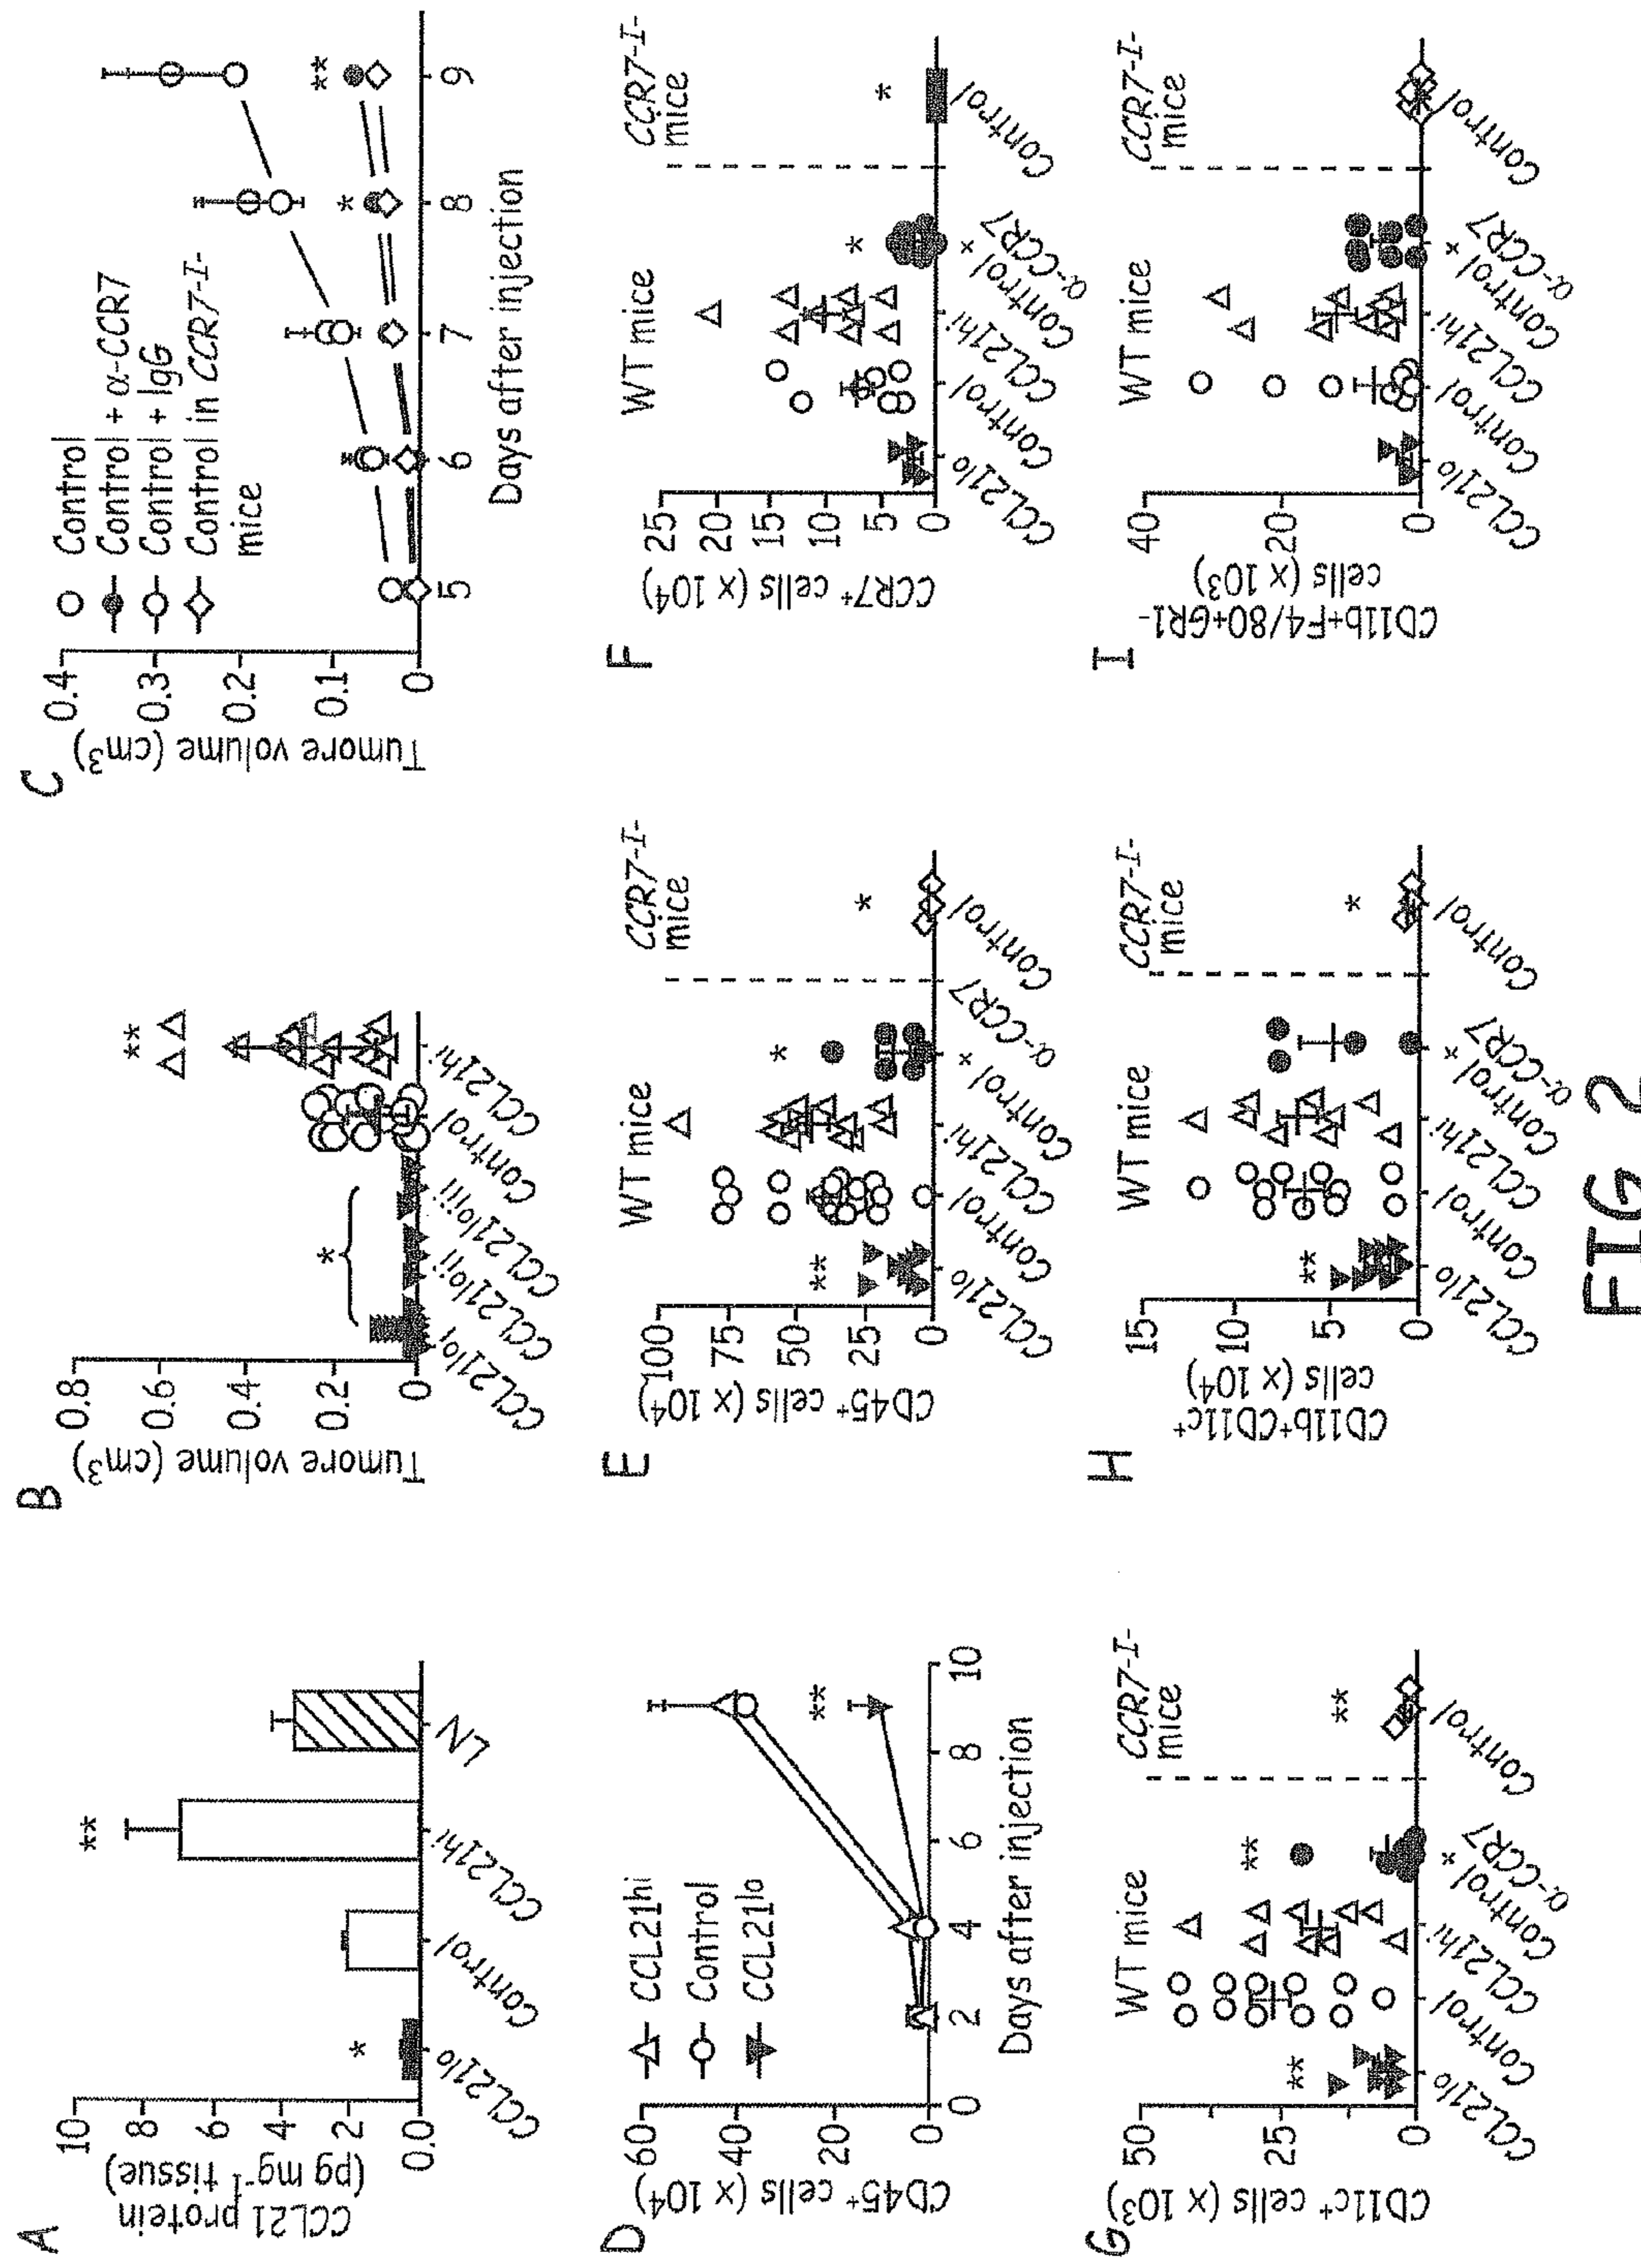 A
CCL21 protein
(pg mg-1 tissue)
10
8
6
4
2
0.0
*
**
CCL21lo
Control
CCL21hi
LN
B
Tumore volume (cm3)
0.8
0.6
0.4
0.2
0
*
**
CCL21loi
CCL21loii
CCL21loiii
Control
CCL21hi
C
Tumore volume (cm3)
0.4
0.3
0.2
0.1
0
Control
Control + α-CCR7
Control + IgG
Control in CCR7-I-
mice
*
**
5 6 7 8 9
Days after injection
D
CD45+ cells (x 104)
60
40
20
0
CCL21hi
Control
CCL21lo
**
0 2 4 6 8 10
Days after injection
E
CD45+ cells (x 104)
100
75
50
25
0
WT mice
CCR7-I-
mice
**
*
*
CCL21lo
Control
CCL21hi
Control +
α-CCR7
Control
F
CCR7+ cells (x 104)
25
20
15
10
5
0
WT mice
CCR7-I-
mice
*
*
CCL21lo
Control
CCL21hi
Control +
α-CCR7
Control
G
CD11c+ cells (x 103)
50
25
0
WT mice
CCR7-I-
mice
**
**
**
CCL21lo
Control
CCL21hi
Control +
α-CCR7
Control
H
CD11b+CD11c+
cells (x 104)
15
10
5
0
WT mice
CCR7-I-
mice
**
*
CCL21lo
Control
CCL21hi
Control +
α-CCR7
Control
I
CD11b+F4/80+GR1-
cells (x 103)
40
20
0
WT mice
CCR7-I-
mice
*
CCL21lo
Control
CCL21hi
Control +
α-CCR7
Control
FIG 2